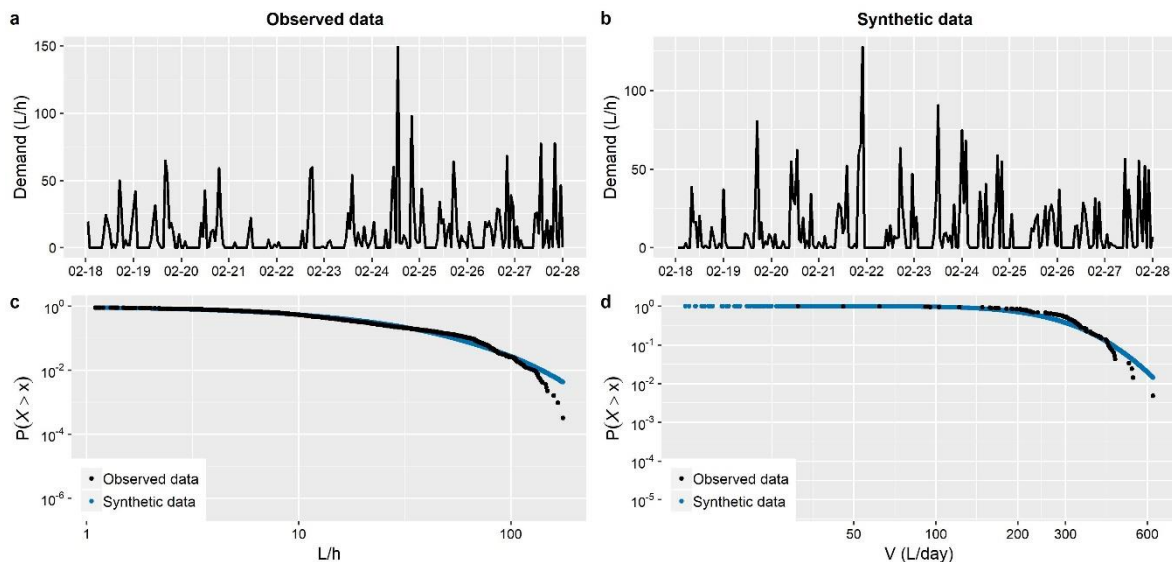 a
Observed data
150
100
50
0
Demand (L/h)
02-18 02-19 02-20 02-21 02-22 02-23 02-24 02-25 02-26 02-27 02-28
b
Synthetic data
150
100
50
0
Demand (L/h)
02-18 02-19 02-20 02-21 02-22 02-23 02-24 02-25 02-26 02-27 02-28
c
10⁰
10⁻²
10⁻⁴
10⁻⁶
P(X > x)
Observed data
Synthetic data
1 10 100
L/h
d
10⁰
10⁻¹
10⁻²
10⁻³
10⁻⁴
10⁻⁵
P(X > x)
Observed data
Synthetic data
50 100 200 300 600
V (L/day)